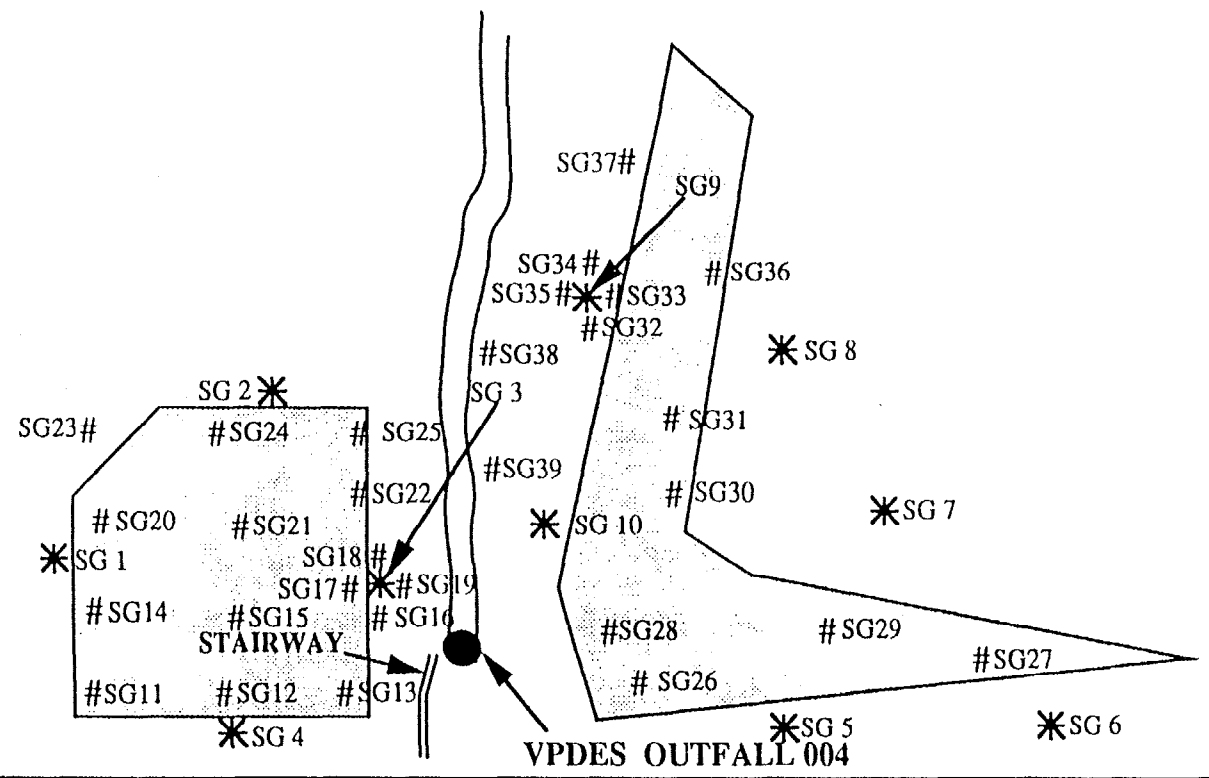 SG37#
SG9
SG34 #
# SG36
SG35 # # SG33
#SG32
#SG38
SG 8
SG 2
SG 3
SG23#
#SG24
# SG25
# SG31
#SG39
#SG22
# SG30
#SG20
#SG21
SG 10
SG 7
SG18#
SG 1
SG17# #SG19
#SG14
#SG15
#SG16
#SG28
#SG29
STAIRWAY
#SG27
# SG26
#SG11
#SG12
#SG13
SG 4
SG 5
SG 6
VPDES OUTFALL 004